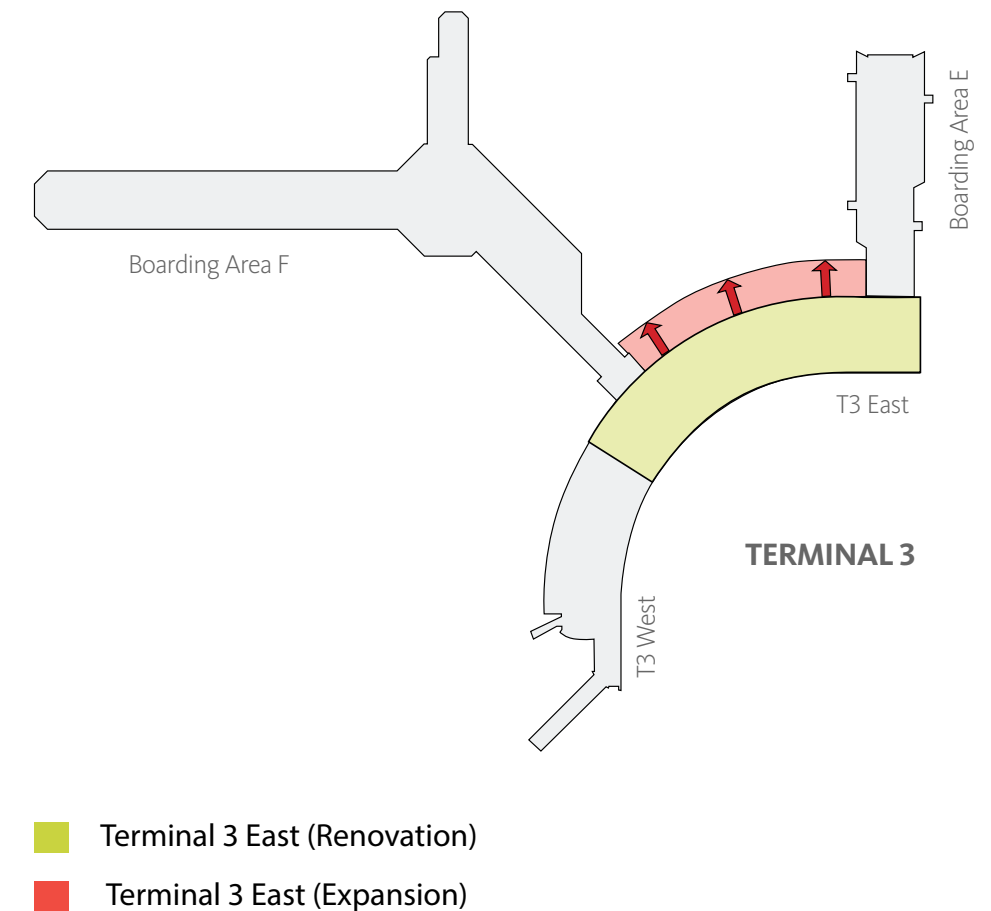 Boarding Area E
Boarding Area F
T3 East
TERMINAL 3
T3 West
Terminal 3 East (Renovation)
Terminal 3 East (Expansion)